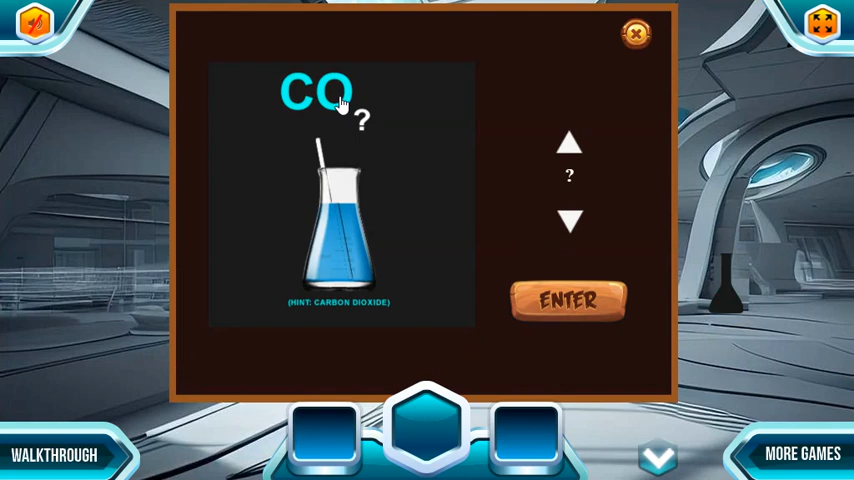 CO
?
?
(HINT: CARBON DIOXIDE)
ENTER
WALKTHROUGH
MORE GAMES